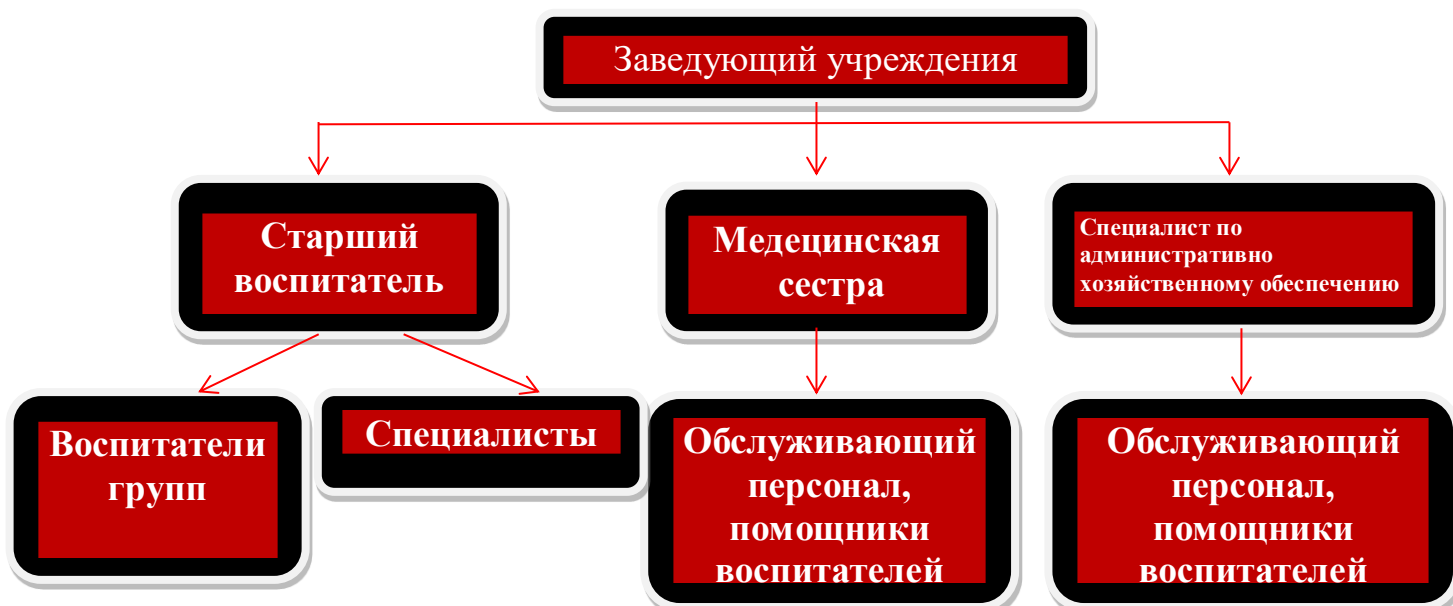 Заведующий учреждения
Старший
воспитатель
Медецинская
сестра
Специалист по
административно
хозяйственному обеспечению
Воспитатели
групп
Специалисты
Обслуживающий
персонал,
помощники
воспитателей
Обслуживающий
персонал,
помощники
воспитателей